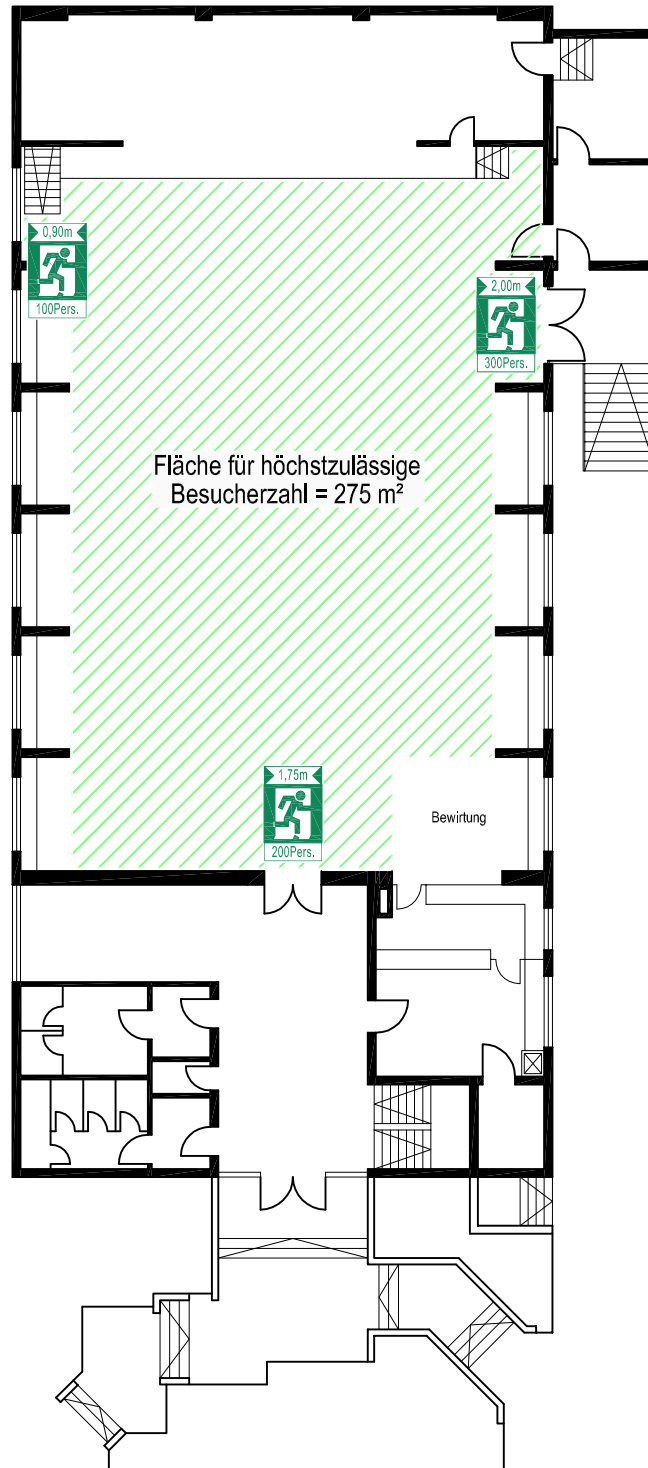 0,90m
100Pers.
2,00m
300Pers.
Fläche für höchstzulässige
Besucherzahl = 275 m²
1,75m
200Pers.
Bewirtung